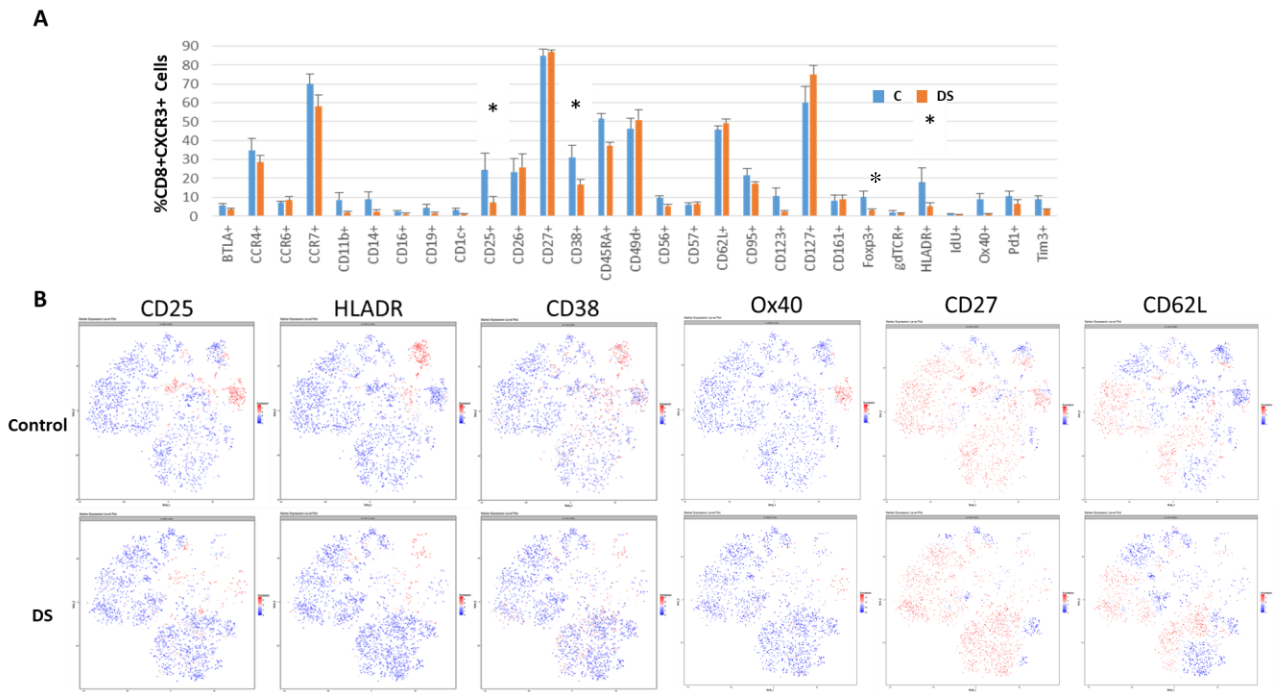 A
%CD8+CXCR3+ Cells
90
80
70
60
50
40
30
20
10
0
* * * *
C DS
BTLA+ CCR4+ CCR6+ CCR7+ CD11b+ CD14+ CD16+ CD19+ CD1c+ CD25+ CD26+ CD27+ CD38+ CD45RA+ CD49d+ CD56+ CD57+ CD62L+ CD95+ CD123+ CD127+ CD161+ Foxp3+ gdTCR+ HLADR+ IdU+ Ox40+ Pd1+ Tim3+
B
CD25 HLADR CD38 Ox40 CD27 CD62L
Control
DS